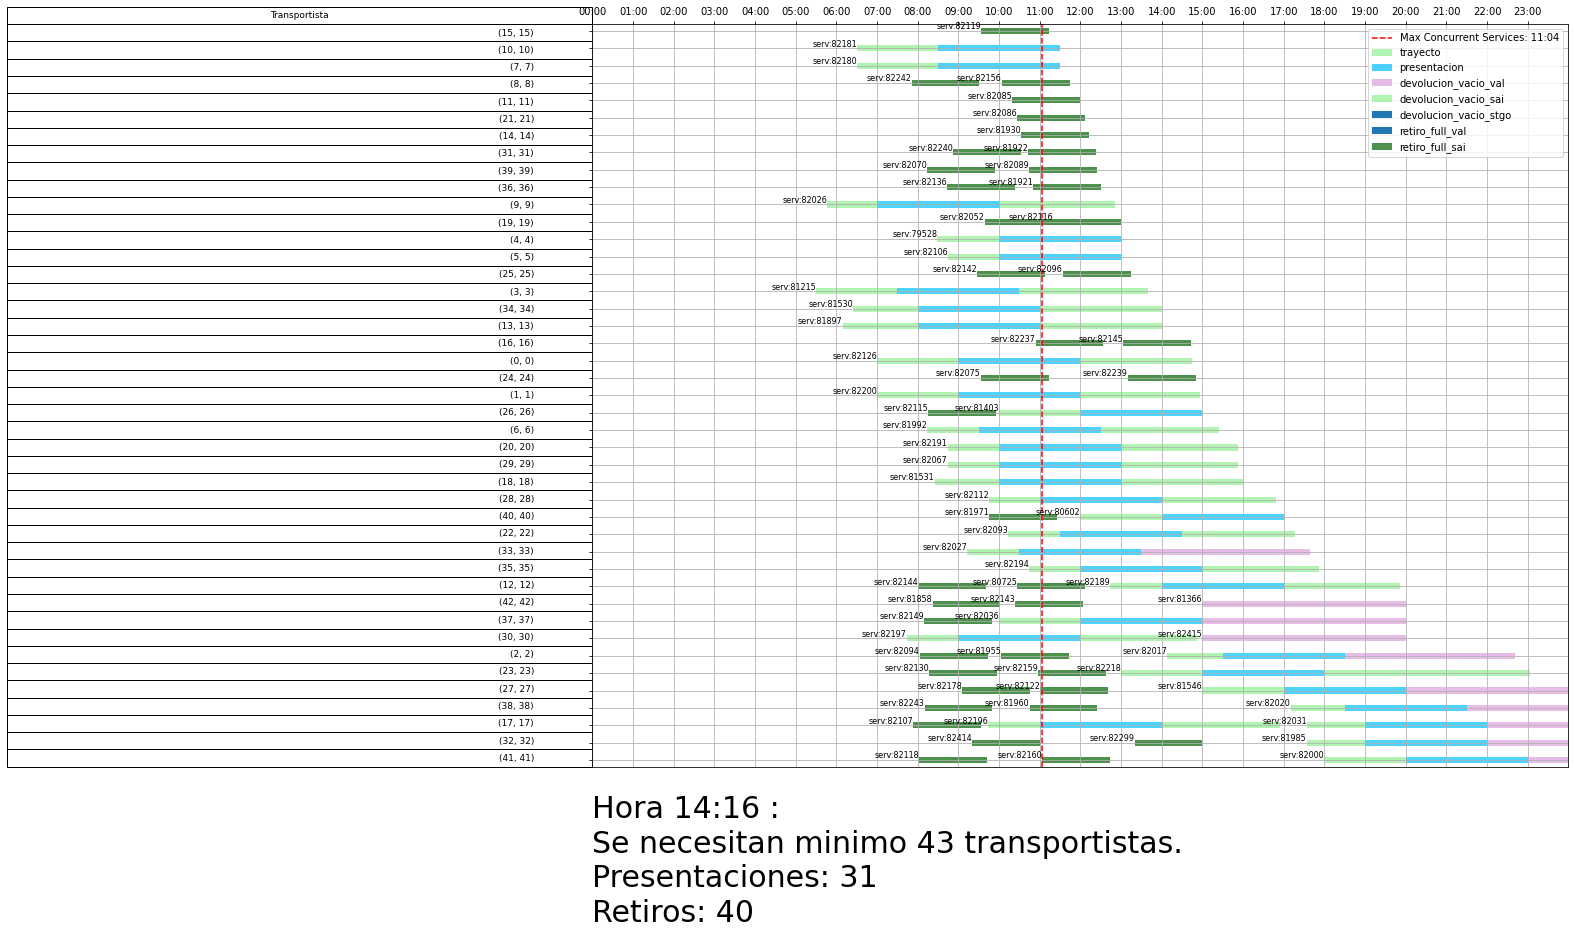 Transportista
00:00 01:00 02:00 03:00 04:00 05:00 06:00 07:00 08:00 09:00 10:00 11:00 12:00 13:00 14:00 15:00 16:00 17:00 18:00 19:00 20:00 21:00 22:00 23:00
Max Concurrent Services: 11:04
trayecto
presentacion
devolucion_vacio_val
devolucion_vacio_sai
devolucion_vacio_stgo
retiro_full_val
retiro_full_sai
(15, 15) serv:82119
(10, 10) serv:82181
(7, 7) serv:82180
(8, 8) serv:82242 serv:82156
(11, 11) serv:82085
(21, 21) serv:82086
(14, 14) serv:81930
(31, 31) serv:82240 serv:81922
(39, 39) serv:82070 serv:82089
(36, 36) serv:82136 serv:81921
(9, 9) serv:82026
(19, 19) serv:82052 serv:82116
(4, 4) serv:79528
(5, 5) serv:82106
(25, 25) serv:82142 serv:82096
(3, 3) serv:81215
(34, 34) serv:81530
(13, 13) serv:81897
(16, 16) serv:82237 serv:82145
(0, 0) serv:82126
(24, 24) serv:82075 serv:82239
(1, 1) serv:82200
(26, 26) serv:82115 serv:81403
(6, 6) serv:81992
(20, 20) serv:82191
(29, 29) serv:82067
(18, 18) serv:81531
(28, 28) serv:82112
(40, 40) serv:81971 serv:80602
(22, 22) serv:82093
(33, 33) serv:82027
(35, 35) serv:82194
(12, 12) serv:82144 serv:80725 serv:82189
(42, 42) serv:81858 serv:82143 serv:81366
(37, 37) serv:82149 serv:82036
(30, 30) serv:82197 serv:82415
(2, 2) serv:82094 serv:81955 serv:82017
(23, 23) serv:82130 serv:82159 serv:82218
(27, 27) serv:82178 serv:82122 serv:81546
(38, 38) serv:82243 serv:81960 serv:82020
(17, 17) serv:82107 serv:82196 serv:82031
(32, 32) serv:82414 serv:82299 serv:81985
(41, 41) serv:82118 serv:82160 serv:82000
Hora 14:16 :
Se necesitan minimo 43 transportistas.
Presentaciones: 31
Retiros: 40